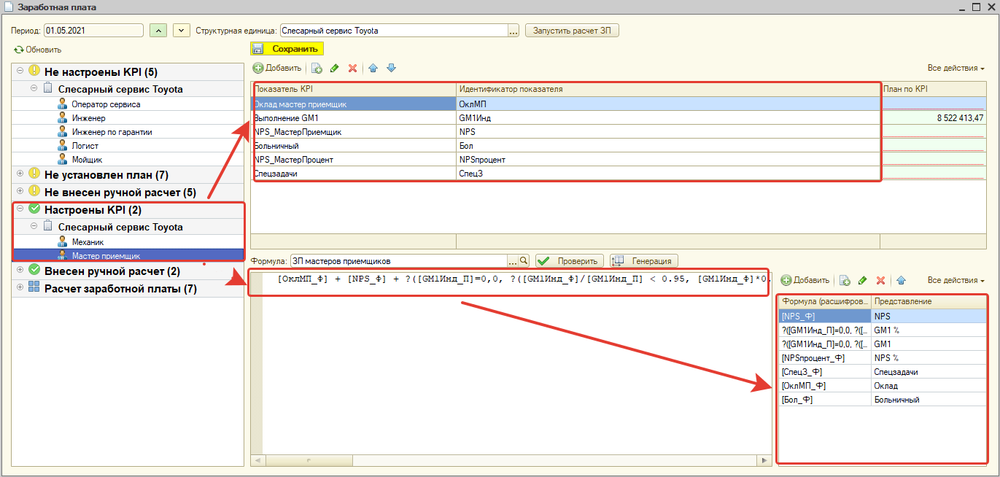 Заработная плата
Период: 01.05.2021 Структурная единица: Слесарный сервис Toyota ... Запустить расчет ЗП
Обновить
Сохранить
Добавить Все действия
Не настроены KPI (5)
Слесарный сервис Toyota
Оператор сервиса
Инженер
Инженер по гарантии
Логист
Мойщик
Не установлен план (7)
Не внесен ручной расчет (5)
Настроены KPI (2)
Слесарный сервис Toyota
Механик
Мастер приемщик
Внесен ручной расчет (2)
Расчет заработной платы (7)
Показатель KPI Идентификатор показателя План по KPI
Оклад мастер приемщик ОклМП
Выполнение GM1 GM1Инд 8 522 413,47
NPS_МастерПриемщик NPS
Больничный Бол
NPS_МастерПроцент NPSпроцент
Спецзадачи СпецЗ
Формула: ЗП мастеров приемщиков ... Проверить Генерация
[ОклМП_Ф] + [NPS_Ф] + ?([GM1Инд_П]=0,0, ?([GM1Инд_Ф]/[GM1Инд_П] < 0.95, [GM1Инд_Ф]*0.
Добавить Все действия
Формула (расшифров... Представление
[NPS_Ф] NPS
?([GM1Инд_П]=0,0, ?([... GM1 %
?([GM1Инд_П]=0,0, ?([... GM1
[NPSпроцент_Ф] NPS %
[СпецЗ_Ф] Спецзадачи
[ОклМП_Ф] Оклад
[Бол_Ф] Больничный